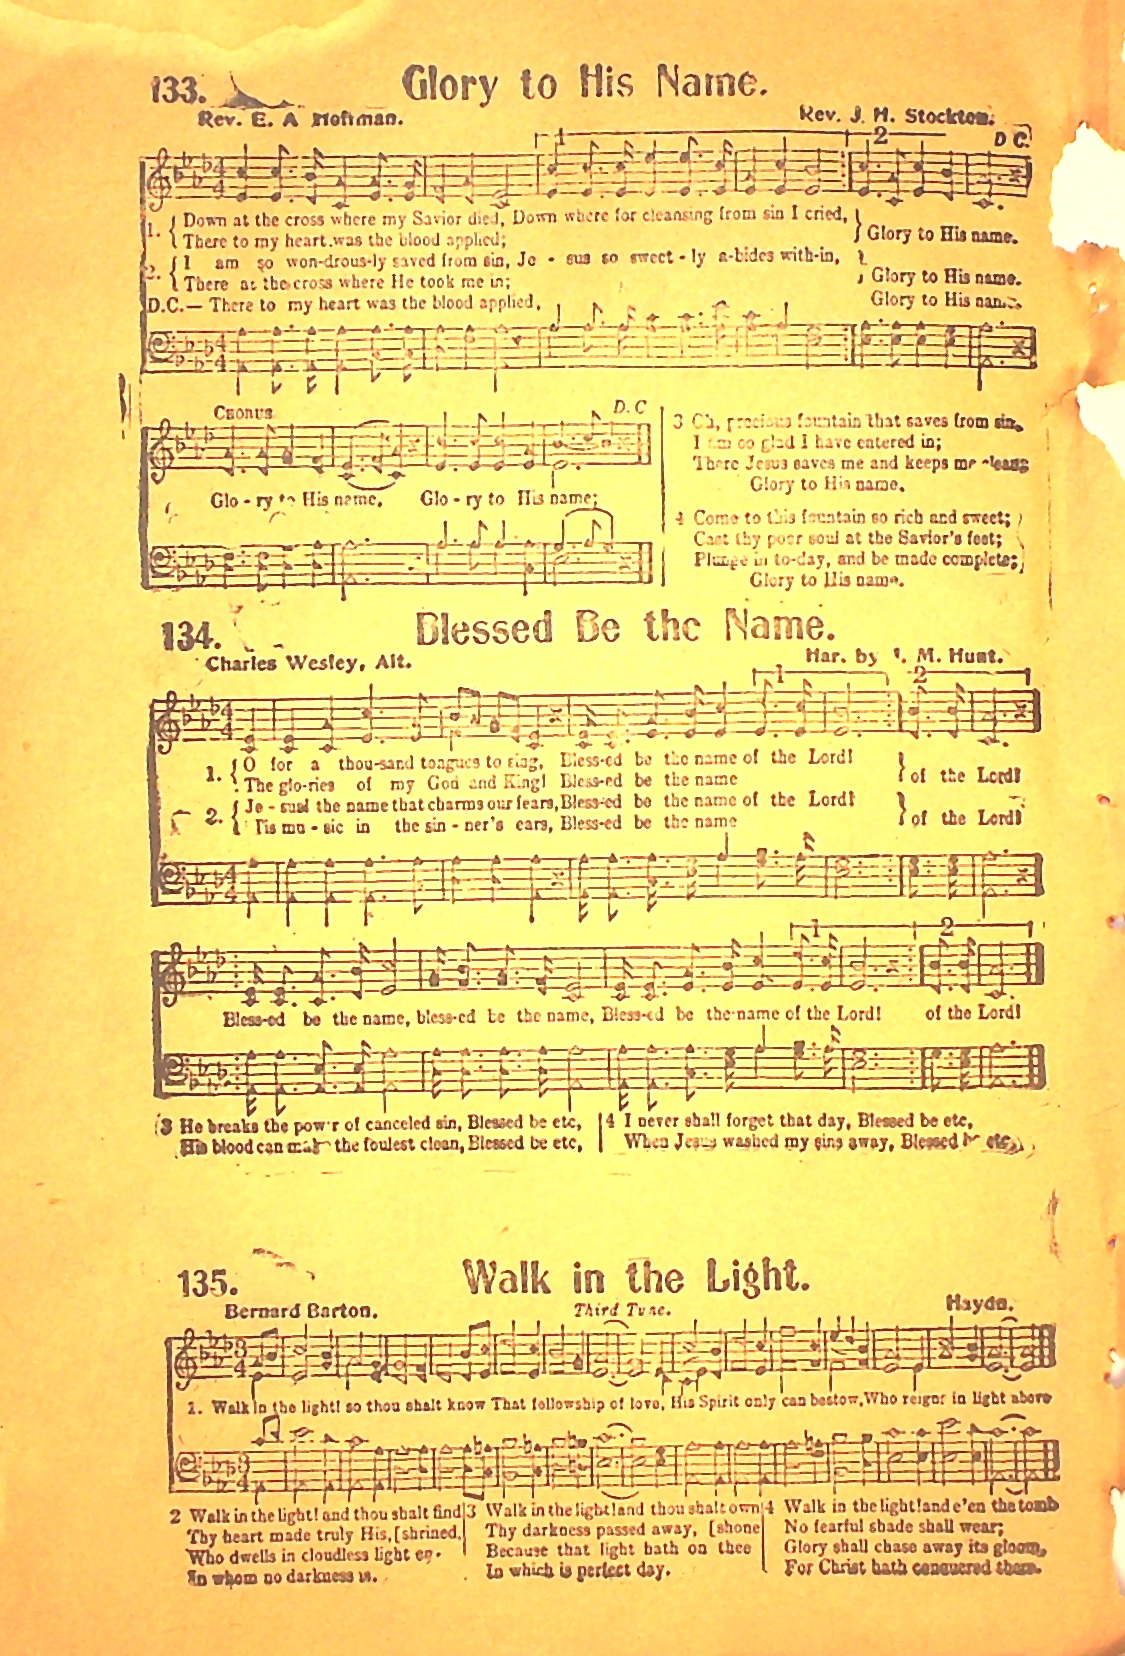 133. Glory to His Name.
Rev. E. A Hoffman. Rev. J. H. Stockton.
1 2 D C.
1. Down at the cross where my Savior died, Down where for cleansing from sin I cried,
There to my heart was the blood applied; Glory to His name.
2. I am so won-drous-ly saved from sin, Je - sus so sweet - ly a-bides with-in,
There at the cross where He took me in; Glory to His name.
D.C.— There to my heart was the blood applied, Glory to His name.
CHORUS D. C
Glo - ry to His name, Glo - ry to His name;
3 Oh, precious fountain that saves from sin,
I am so glad I have entered in;
There Jesus saves me and keeps me clean;
Glory to His name.
4 Come to this fountain so rich and sweet;
Cast thy poor soul at the Savior's feet;
Plunge in to-day, and be made complete;
Glory to His name.
134. Blessed Be the Name.
Charles Wesley, Alt. Har. by M. Hunt.
1 2
1. O for a thou-sand tongues to sing, Bless-ed be the name of the Lord!
The glo-ries of my God and King! Bless-ed be the name of the Lord!
2. Je - sus! the name that charms our fears, Bless-ed be the name of the Lord!
'Tis mu - sic in the sin - ner's ears, Bless-ed be the name of the Lord!
1 2
Bless-ed be the name, bless-ed be the name, Bless-ed be the name of the Lord! of the Lord!
3 He breaks the pow'r of canceled sin, Blessed be etc,
His blood can make the foulest clean, Blessed be etc,
4 I never shall forget that day, Blessed be etc,
When Jesus washed my sins away, Blessed be etc,
135. Walk in the Light.
Bernard Barton. Third Tune. Haydn.
1. Walk in the light! so thou shalt know That fellowship of love, His Spirit only can bestow, Who reigns in light above
2 Walk in the light! and thou shalt find
Thy heart made truly His, [shrined,
Who dwells in cloudless light en-
In whom no darkness is.
3 Walk in the light! and thou shalt own
Thy darkness passed away, [shone
Because that light hath on thee
In which is perfect day.
4 Walk in the light! and e'en the tomb
No fearful shade shall wear;
Glory shall chase away its gloom,
For Christ hath conquered there.